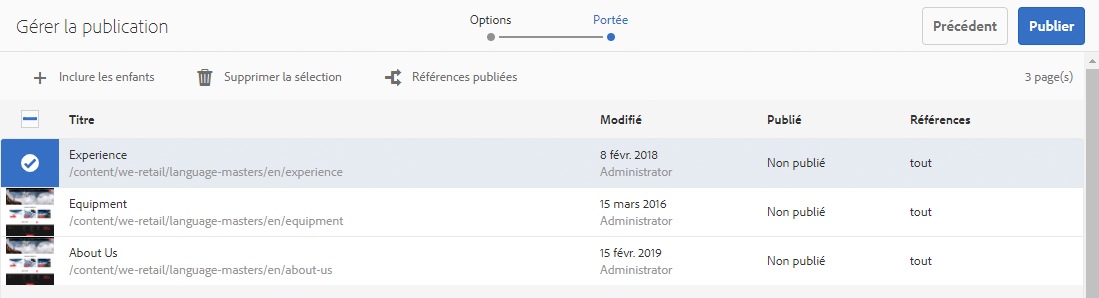 Gérer la publication
Options
Portée
Précédent
Publier
Inclure les enfants
Supprimer la sélection
Références publiées
3 page(s)
Titre
Modifié
Publié
Références
Experience
/content/we-retail/language-masters/en/experience
8 févr. 2018
Administrator
Non publié
tout
Equipment
/content/we-retail/language-masters/en/equipment
15 mars 2016
Administrator
Non publié
tout
About Us
/content/we-retail/language-masters/en/about-us
15 févr. 2019
Administrator
Non publié
tout